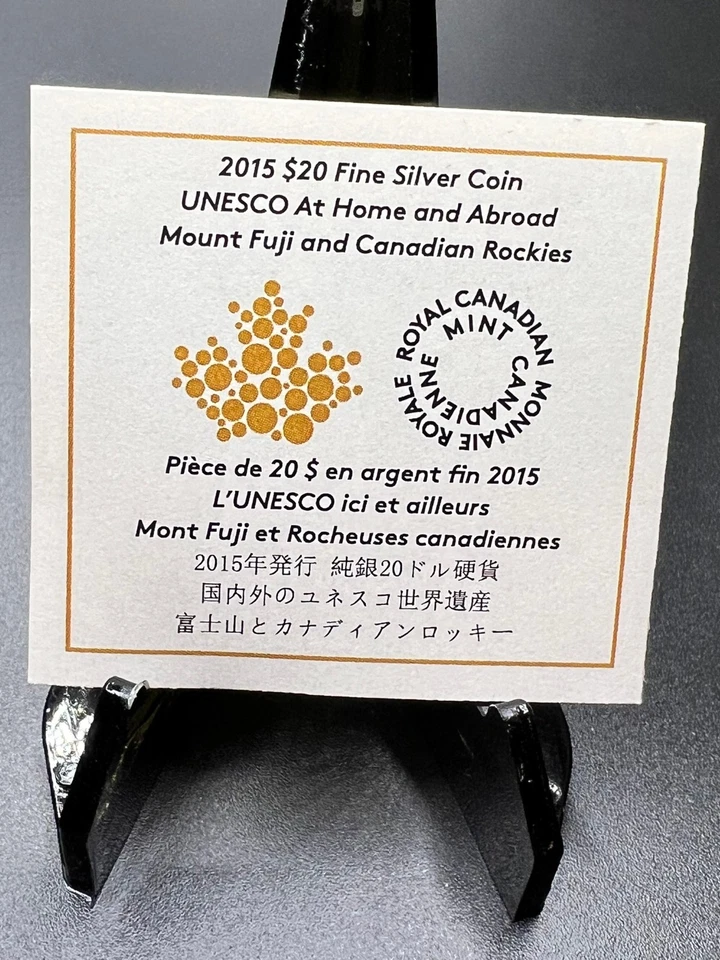 2015 $20 Fine Silver Coin
UNESCO At Home and Abroad
Mount Fuji and Canadian Rockies
ROYAL CANADIAN MINT
MONNAIE ROYALE CANADIENNE
Pièce de 20 $ en argent fin 2015
L'UNESCO ici et ailleurs
Mont Fuji et Rocheuses canadiennes
2015年発行 純銀20ドル硬貨
国内外のユネスコ世界遺産
富士山とカナディアンロッキー